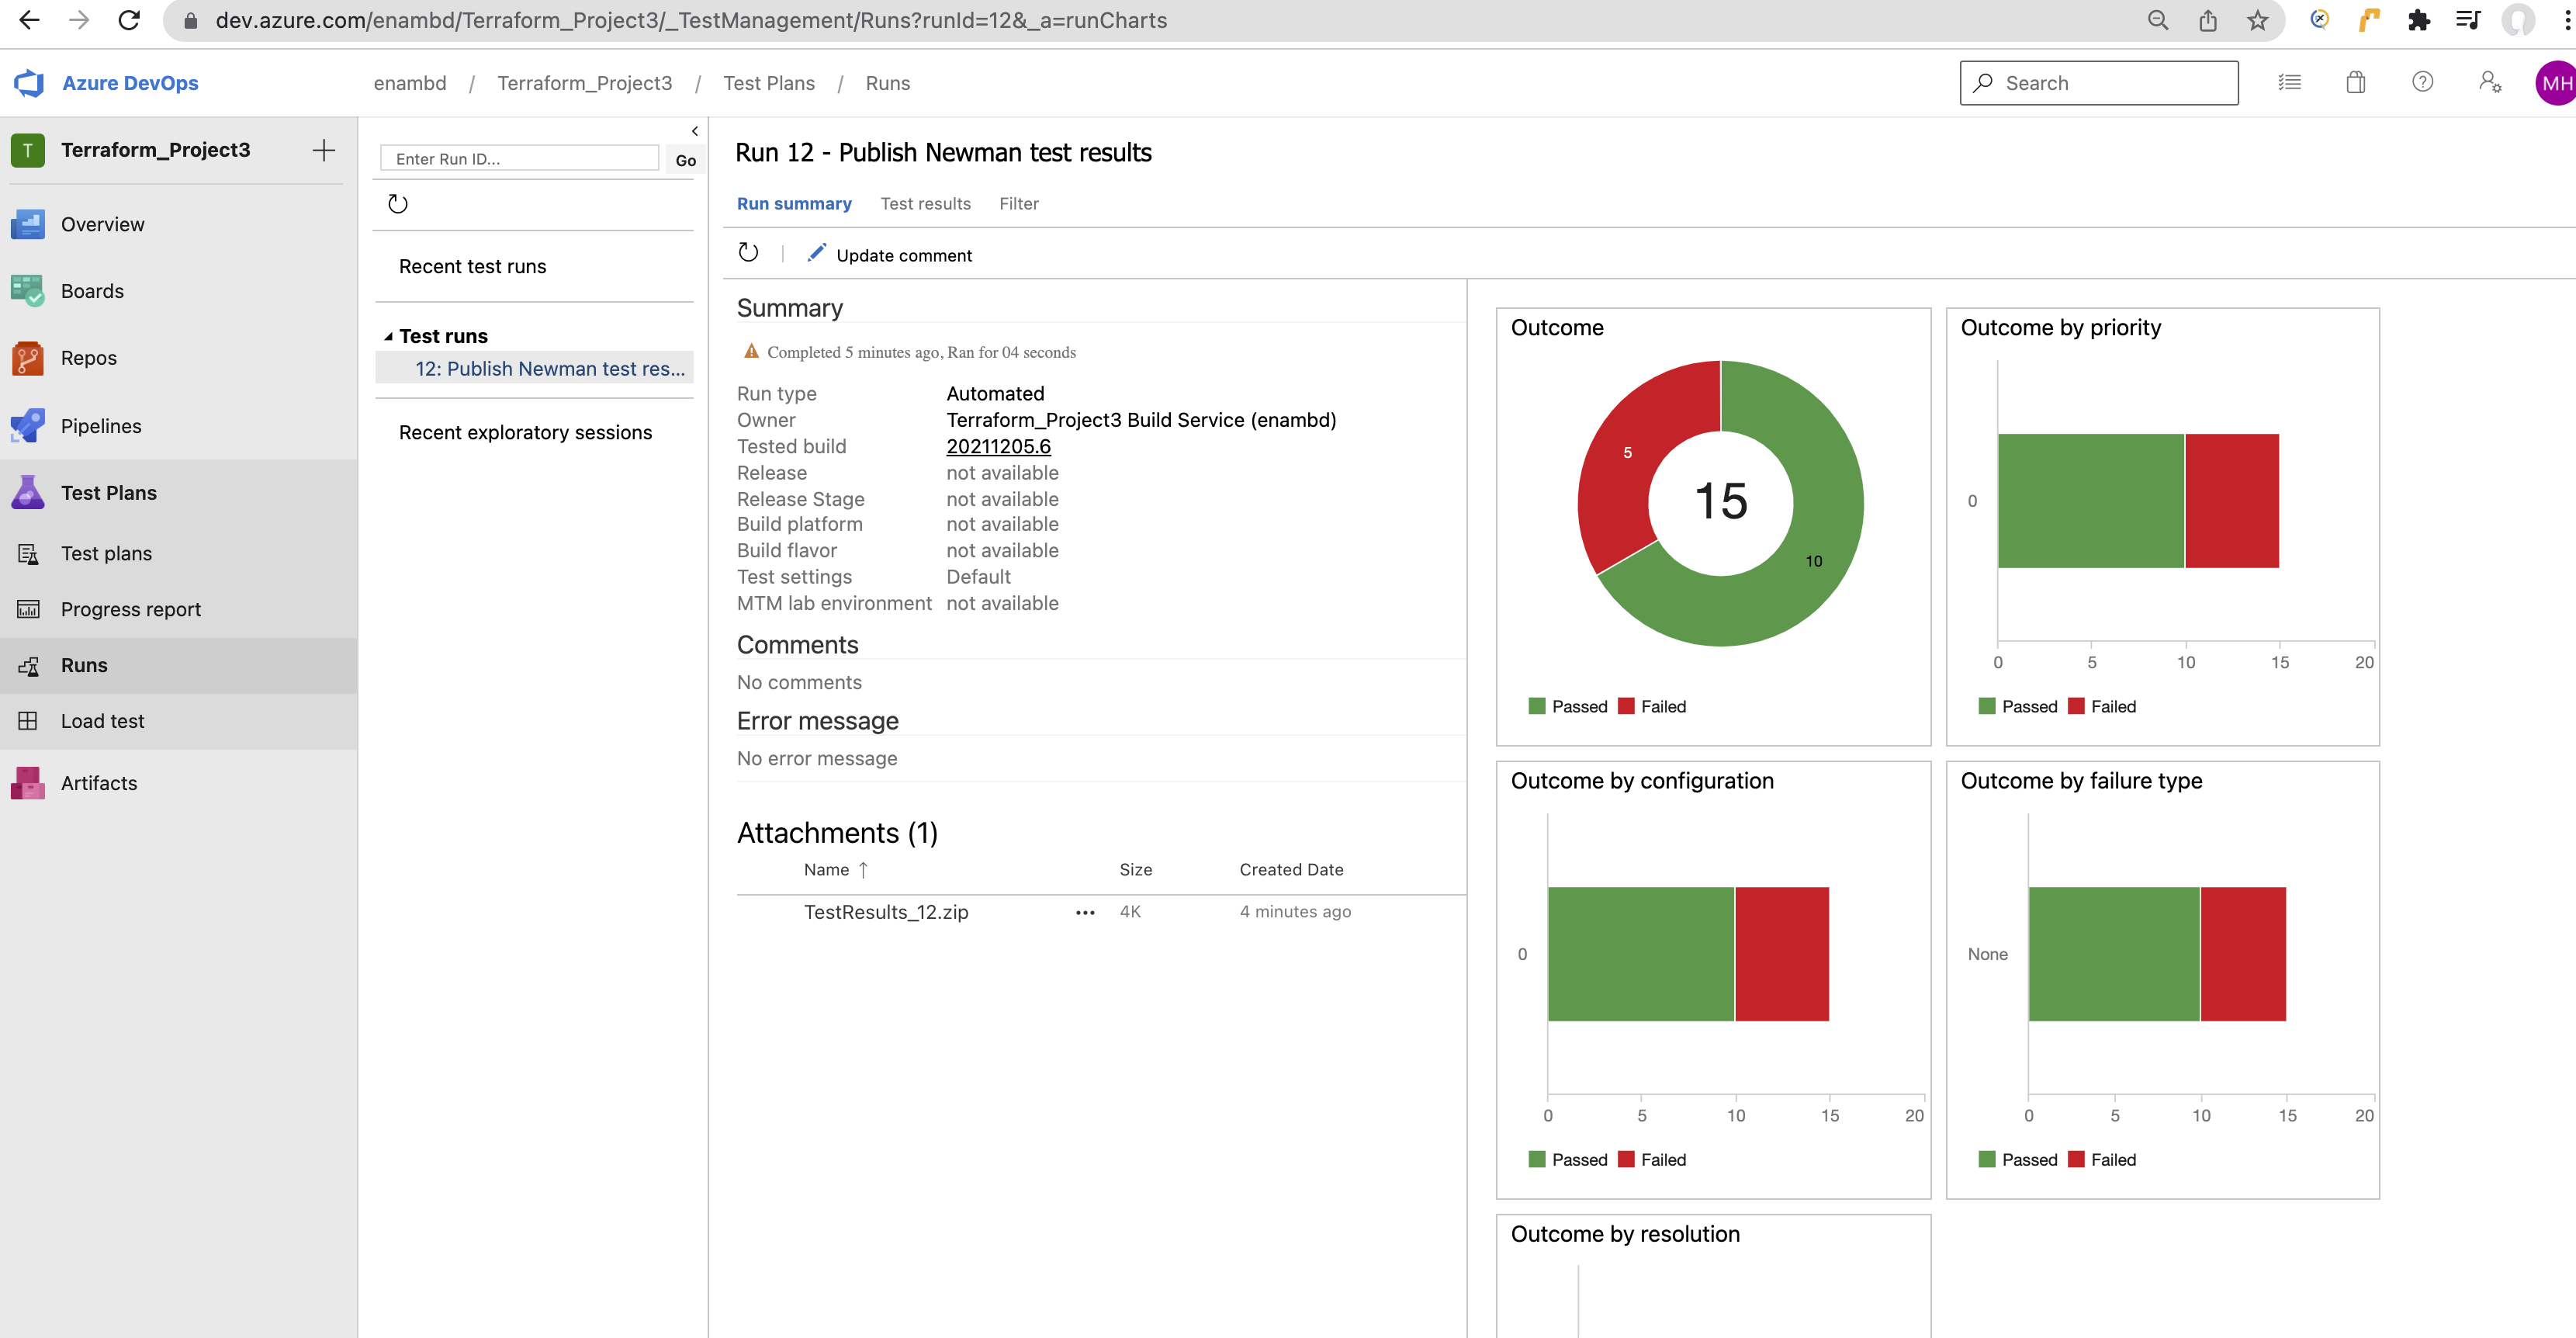 dev.azure.com/enambd/Terraform_Project3/_TestManagement/Runs?runId=12&_a=runCharts
Azure DevOps
enambd / Terraform_Project3 / Test Plans / Runs
Search
MH
T
Terraform_Project3
Overview
Boards
Repos
Pipelines
Test Plans
Test plans
Progress report
Runs
Load test
Artifacts
Enter Run ID...
Go
Recent test runs
Test runs
12: Publish Newman test res...
Recent exploratory sessions
Run 12 - Publish Newman test results
Run summary Test results Filter
Update comment
Summary
Completed 5 minutes ago, Ran for 04 seconds
Run type Automated
Owner Terraform_Project3 Build Service (enambd)
Tested build 20211205.6
Release not available
Release Stage not available
Build platform not available
Build flavor not available
Test settings Default
MTM lab environment not available
Comments
No comments
Error message
No error message
Attachments (1)
Name ↑ Size Created Date
TestResults_12.zip ... 4K 4 minutes ago
Outcome
5
15
10
Passed Failed
Outcome by priority
0
0 5 10 15 20
Passed Failed
Outcome by configuration
0
0 5 10 15 20
Passed Failed
Outcome by failure type
None
0 5 10 15 20
Passed Failed
Outcome by resolution